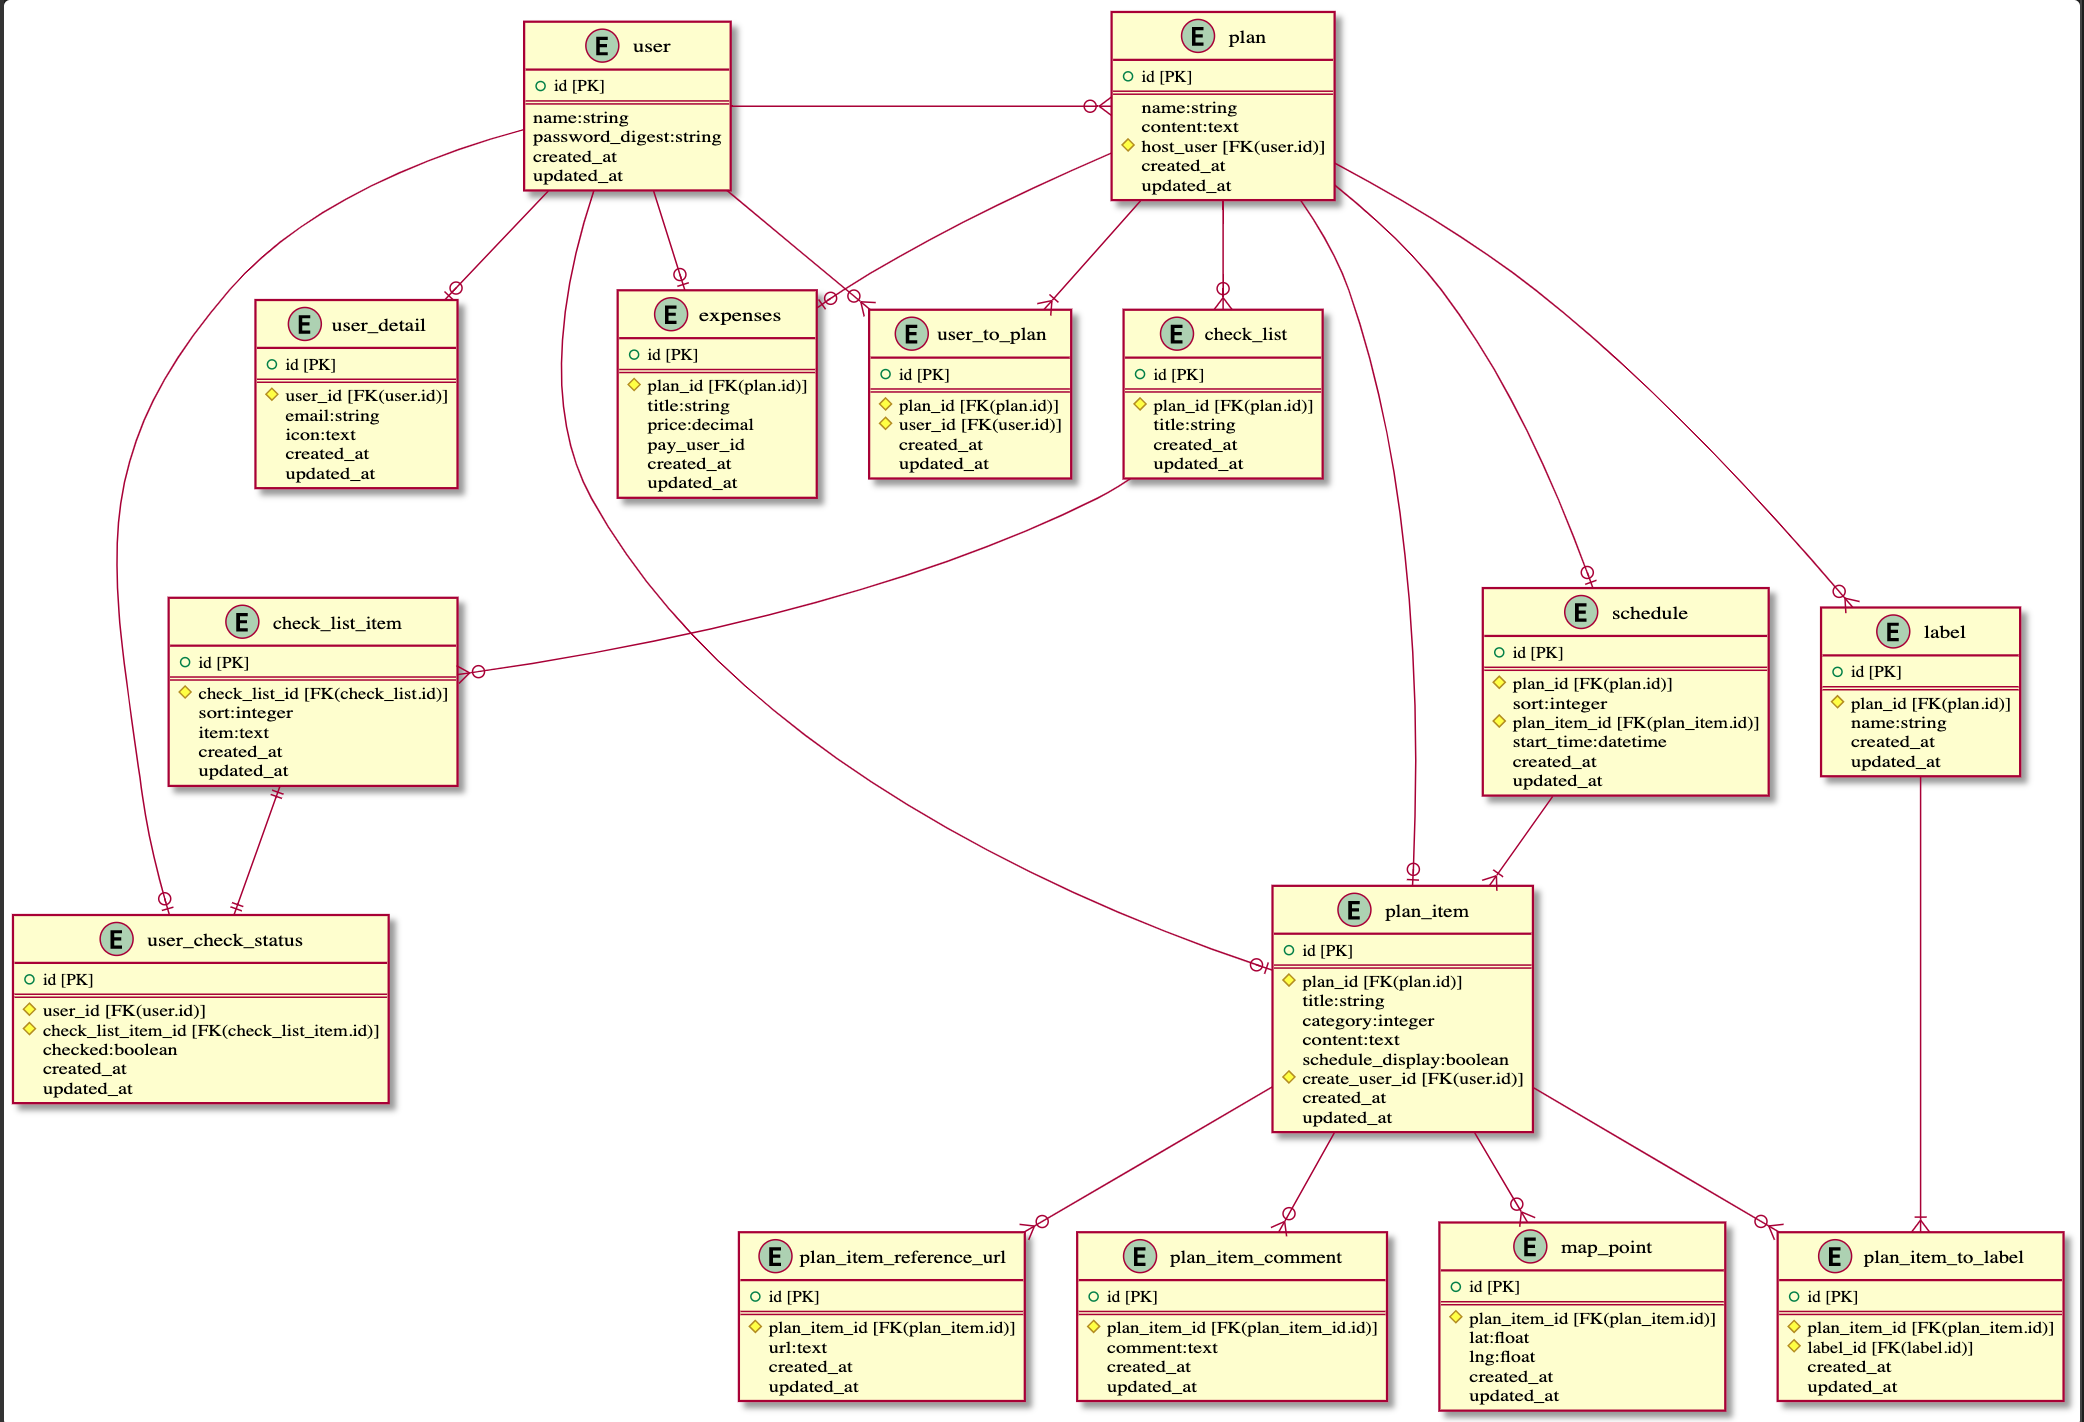 E user
id [PK]
name:string
password_digest:string
created_at
updated_at
E plan
id [PK]
name:string
content:text
host_user [FK(user.id)]
created_at
updated_at
E user_detail
id [PK]
user_id [FK(user.id)]
email:string
icon:text
created_at
updated_at
E expenses
id [PK]
plan_id [FK(plan.id)]
title:string
price:decimal
pay_user_id
created_at
updated_at
E user_to_plan
id [PK]
plan_id [FK(plan.id)]
user_id [FK(user.id)]
created_at
updated_at
E check_list
id [PK]
plan_id [FK(plan.id)]
title:string
created_at
updated_at
E check_list_item
id [PK]
check_list_id [FK(check_list.id)]
sort:integer
item:text
created_at
updated_at
E schedule
id [PK]
plan_id [FK(plan.id)]
sort:integer
plan_item_id [FK(plan_item.id)]
start_time:datetime
created_at
updated_at
E label
id [PK]
plan_id [FK(plan.id)]
name:string
created_at
updated_at
E user_check_status
id [PK]
user_id [FK(user.id)]
check_list_item_id [FK(check_list_item.id)]
checked:boolean
created_at
updated_at
E plan_item
id [PK]
plan_id [FK(plan.id)]
title:string
category:integer
content:text
schedule_display:boolean
create_user_id [FK(user.id)]
created_at
updated_at
E plan_item_reference_url
id [PK]
plan_item_id [FK(plan_item.id)]
url:text
created_at
updated_at
E plan_item_comment
id [PK]
plan_item_id [FK(plan_item_id.id)]
comment:text
created_at
updated_at
E map_point
id [PK]
plan_item_id [FK(plan_item.id)]
lat:float
lng:float
created_at
updated_at
E plan_item_to_label
id [PK]
plan_item_id [FK(plan_item.id)]
label_id [FK(label.id)]
created_at
updated_at